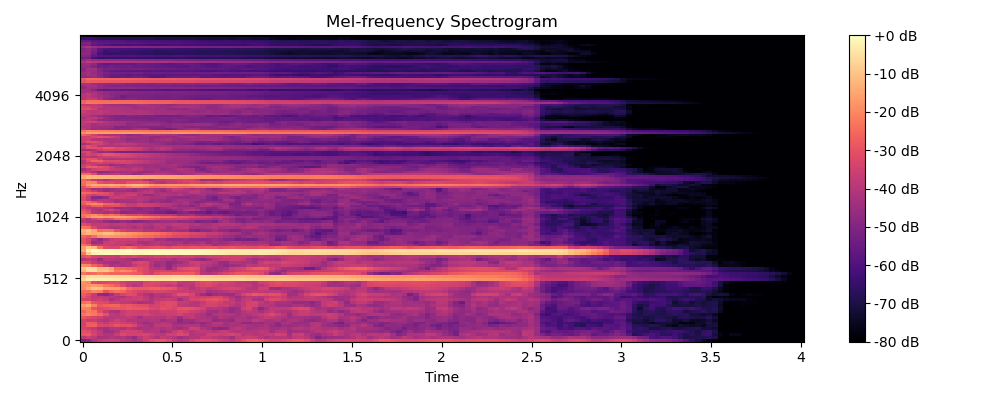 Mel-frequency Spectrogram
Hz
4096
2048
1024
512
0
0
0.5
1
1.5
2
2.5
3
3.5
4
Time
+0 dB
-10 dB
-20 dB
-30 dB
-40 dB
-50 dB
-60 dB
-70 dB
-80 dB